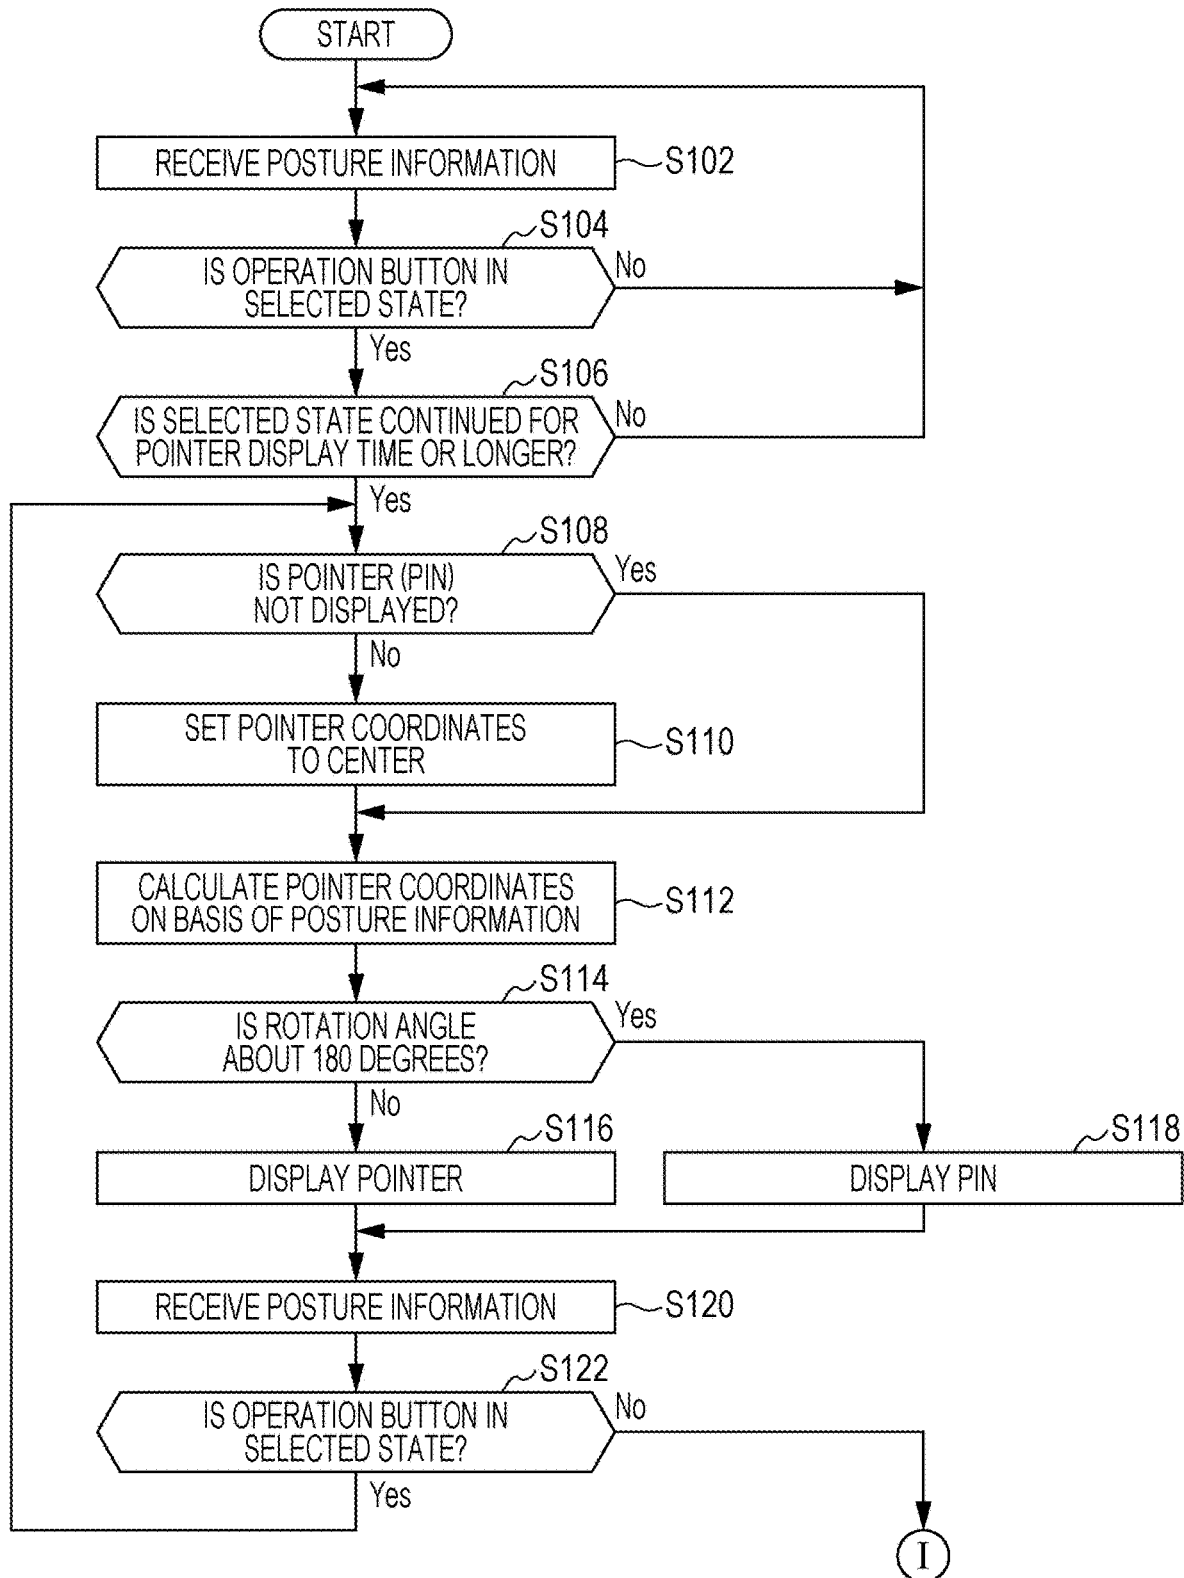 START
RECEIVE POSTURE INFORMATION
S102
S104
IS OPERATION BUTTON IN
SELECTED STATE?
No
Yes
S106
IS SELECTED STATE CONTINUED FOR
POINTER DISPLAY TIME OR LONGER?
No
Yes
S108
IS POINTER (PIN)
NOT DISPLAYED?
Yes
No
SET POINTER COORDINATES
TO CENTER
S110
CALCULATE POINTER COORDINATES
ON BASIS OF POSTURE INFORMATION
S112
S114
IS ROTATION ANGLE
ABOUT 180 DEGREES?
Yes
No
S116
DISPLAY POINTER
S118
DISPLAY PIN
RECEIVE POSTURE INFORMATION
S120
S122
IS OPERATION BUTTON IN
SELECTED STATE?
No
Yes
I